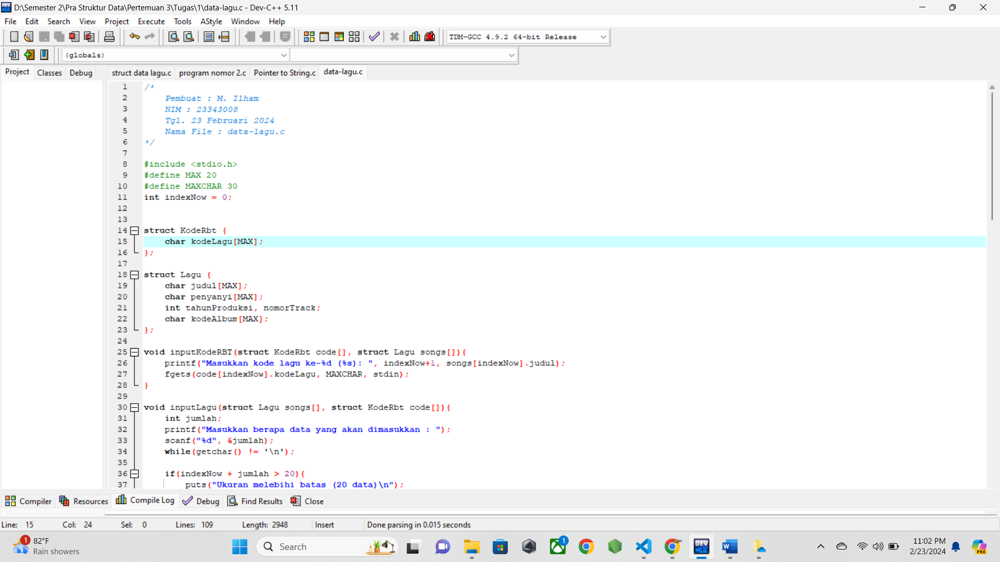 D:\Semester 2\Pra Struktur Data\Pertemuan 3\Tugas\1\data-lagu.c - Dev-C++ 5.11
File Edit Search View Project Execute Tools AStyle Window Help
TDM-GCC 4.9.2 64-bit Release
(globals)
Project Classes Debug
struct data lagu.c program nomor 2.c Pointer to String.c data-lagu.c
1 /*
2 Pembuat : M. Ilham
3 NIM : 23343008
4 Tgl. 23 Februari 2024
5 Nama File : data-lagu.c
6 */
7
8 #include <stdio.h>
9 #define MAX 20
10 #define MAXCHAR 30
11 int indexNow = 0;
12
13
14 struct KodeRbt {
15 char kodeLagu[MAX];
16 };
17
18 struct Lagu {
19 char judul[MAX];
20 char penyanyi[MAX];
21 int tahunProduksi, nomorTrack;
22 char kodeAlbum[MAX];
23 };
24
25 void inputKodeRBT(struct KodeRbt code[], struct Lagu songs[]){
26 printf("Masukkan kode lagu ke-%d (%s): ", indexNow+1, songs[indexNow].judul);
27 fgets(code[indexNow].kodeLagu, MAXCHAR, stdin);
28 }
29
30 void inputLagu(struct Lagu songs[], struct KodeRbt code[]){
31 int jumlah;
32 printf("Masukkan berapa data yang akan dimasukkan : ");
33 scanf("%d", &jumlah);
34 while(getchar() != '\n');
35
36 if(indexNow + jumlah > 20){
37 puts("Ukuran melebihi batas (20 data)\n");
Compiler Resources Compile Log Debug Find Results Close
Line: 15 Col: 24 Sel: 0 Lines: 109 Length: 2948 Insert Done parsing in 0.015 seconds
1 82°F
Rain showers
Search
1
DEV
C++
W
11:02 PM
2/23/2024
PRE